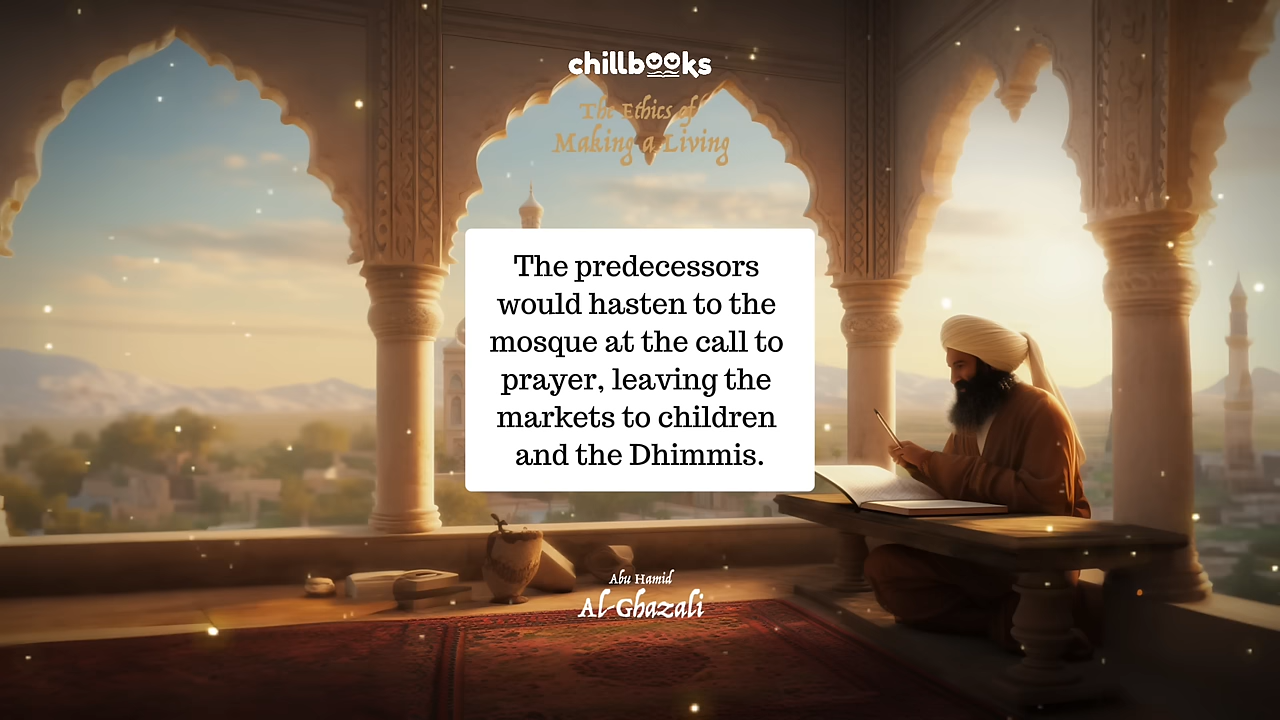 chillbooks
The Ethics of
Making a Living
The predecessors
would hasten to the
mosque at the call to
prayer, leaving the
markets to children
and the Dhimmis.
Abu Hamid
Al-Ghazali